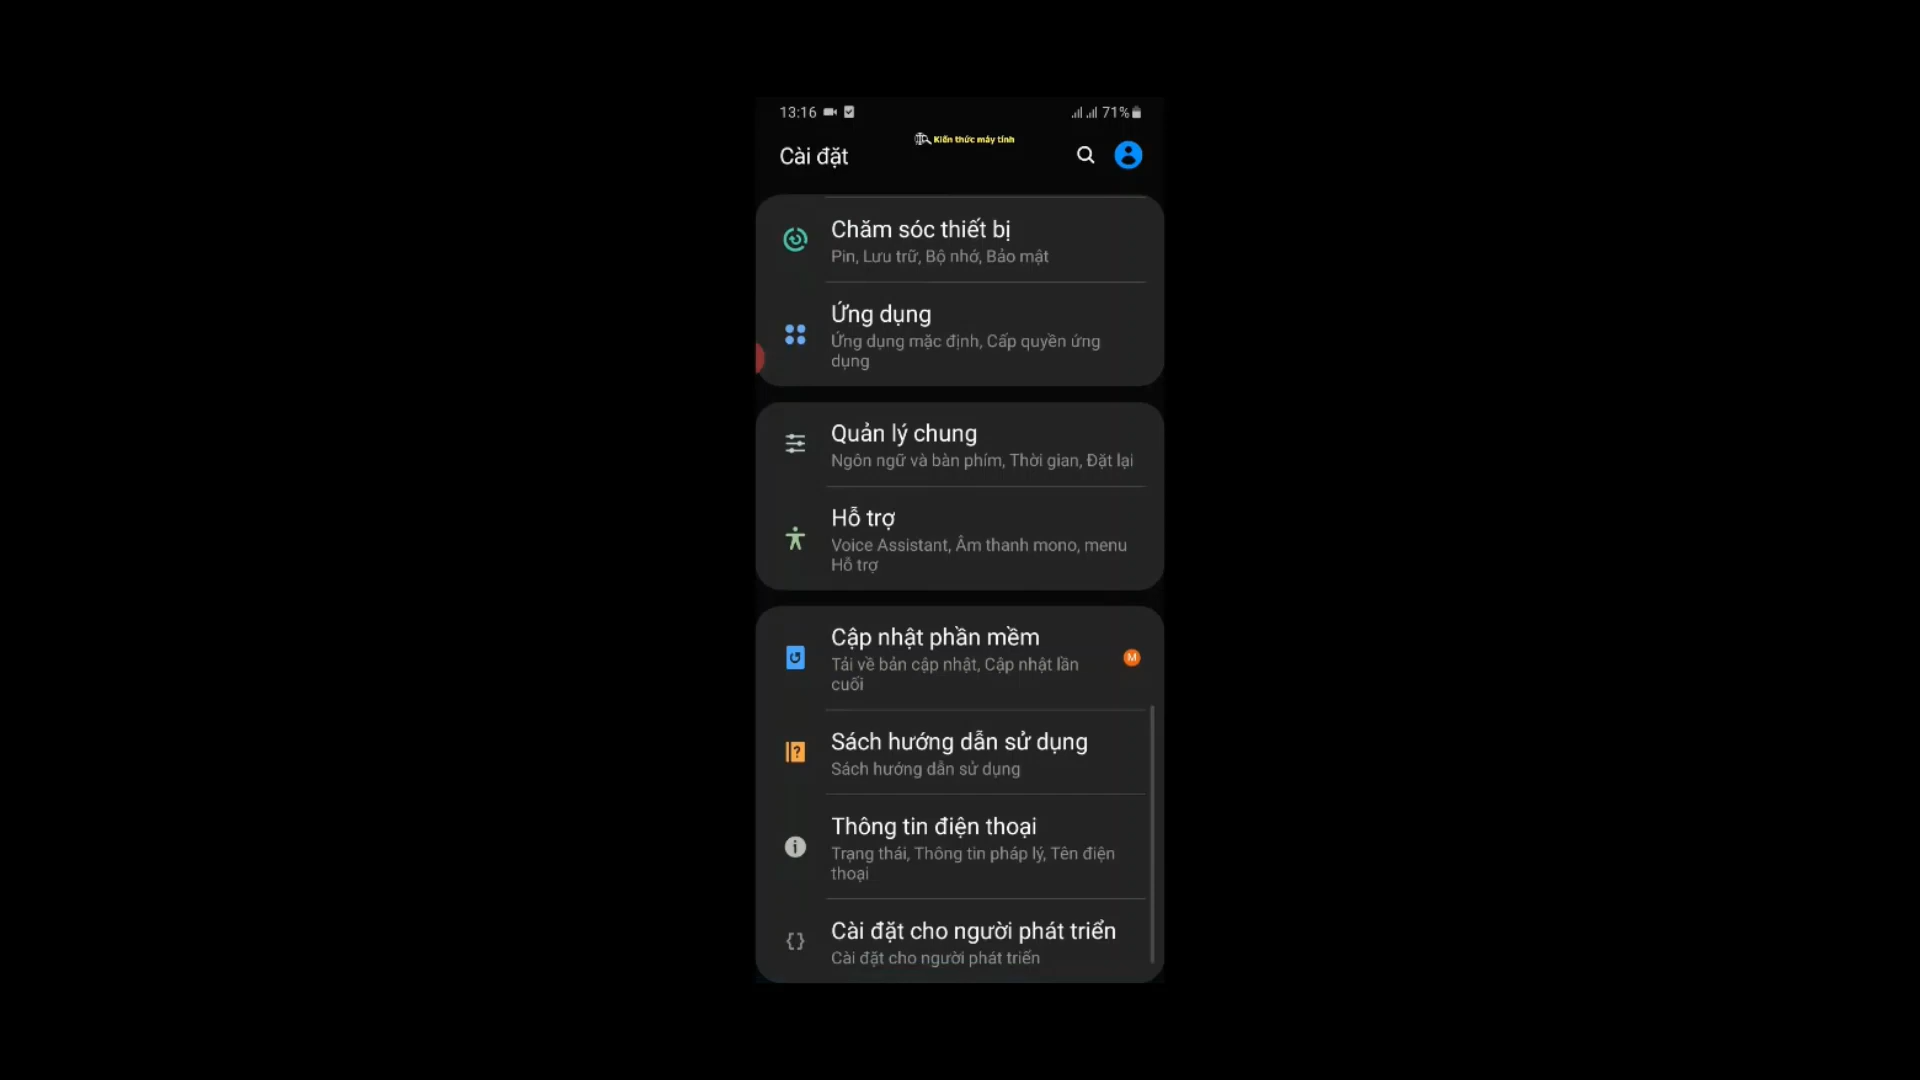 13:16
71%
Kiến thức máy tính
Cài đặt
Chăm sóc thiết bị
Pin, Lưu trữ, Bộ nhớ, Bảo mật
Ứng dụng
Ứng dụng mặc định, Cấp quyền ứng
dụng
Quản lý chung
Ngôn ngữ và bàn phím, Thời gian, Đặt lại
Hỗ trợ
Voice Assistant, Âm thanh mono, menu
Hỗ trợ
Cập nhật phần mềm
Tải về bản cập nhật, Cập nhật lần
cuối
M
Sách hướng dẫn sử dụng
Sách hướng dẫn sử dụng
Thông tin điện thoại
Trạng thái, Thông tin pháp lý, Tên điện
thoại
Cài đặt cho người phát triển
Cài đặt cho người phát triển